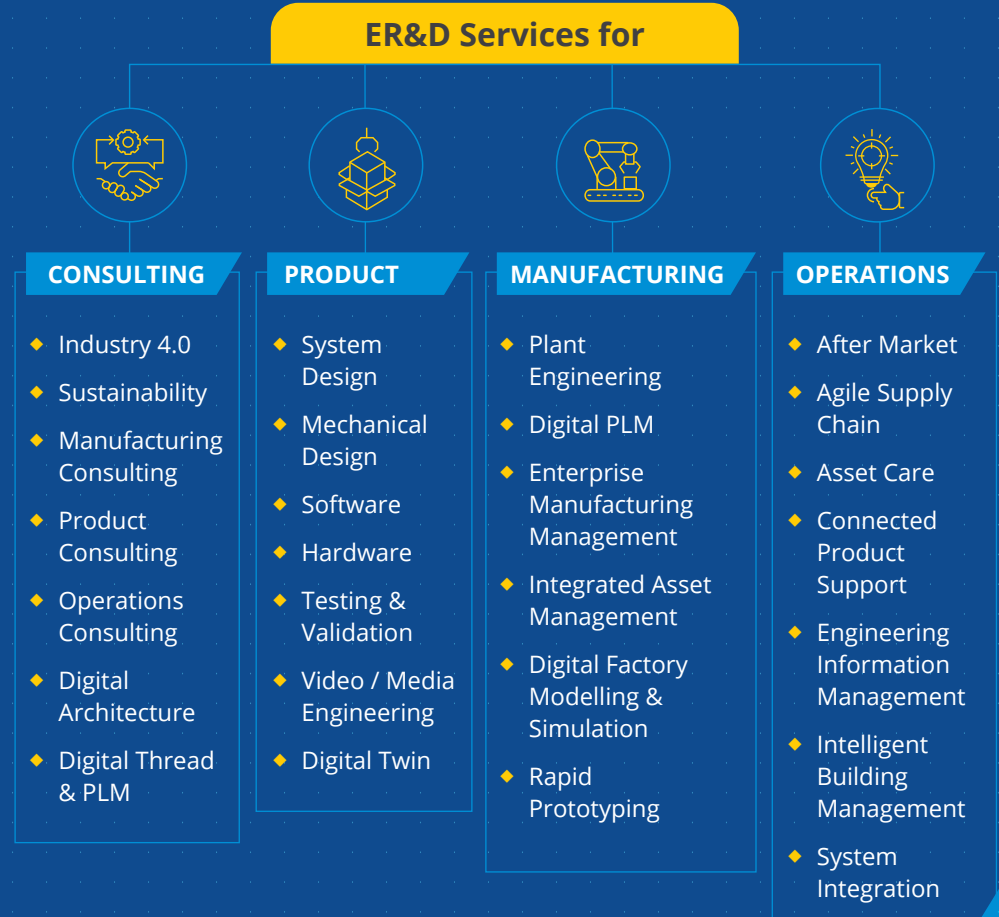 ER&D Services for
CONSULTING
Industry 4.0
Sustainability
Manufacturing
Consulting
Product
Consulting
Operations
Consulting
Digital
Architecture
Digital Thread
& PLM
PRODUCT
System
Design
Mechanical
Design
Software
Hardware
Testing &
Validation
Video / Media
Engineering
Digital Twin
MANUFACTURING
Plant
Engineering
Digital PLM
Enterprise
Manufacturing
Management
Integrated Asset
Management
Digital Factory
Modelling &
Simulation
Rapid
Prototyping
OPERATIONS
After Market
Agile Supply
Chain
Asset Care
Connected
Product
Support
Engineering
Information
Management
Intelligent
Building
Management
System
Integration